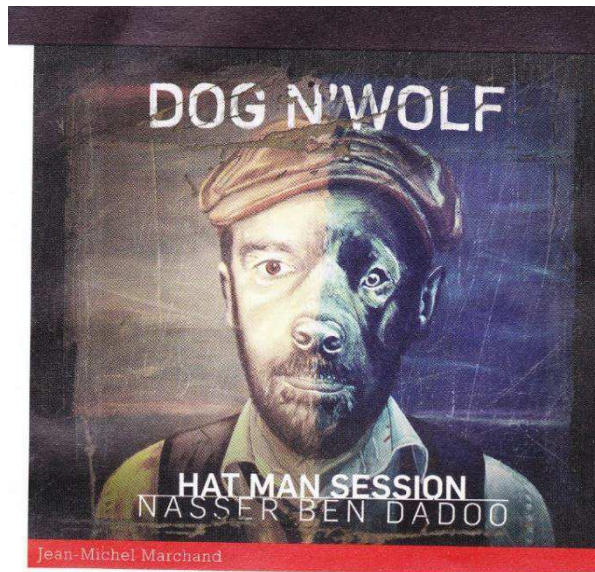 DOG N'WOLF
HAT MAN SESSION
NASSER BEN DADOO
Jean-Michel Marchand